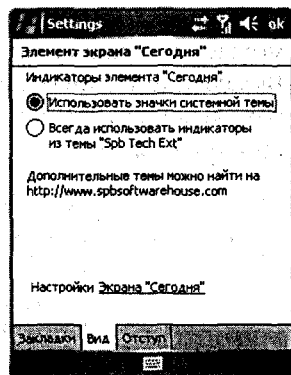 Settings ok
Элемент экрана "Сегодня"
Индикаторы элемента "Сегодня"
Использовать значки системной темы
Всегда использовать индикаторы
из темы "Spb Tech Ext"
Дополнительные темы можно найти на
http://www.spbsoftwarehouse.com
Настройки Экрана "Сегодня"
Закладки Вид Отступ